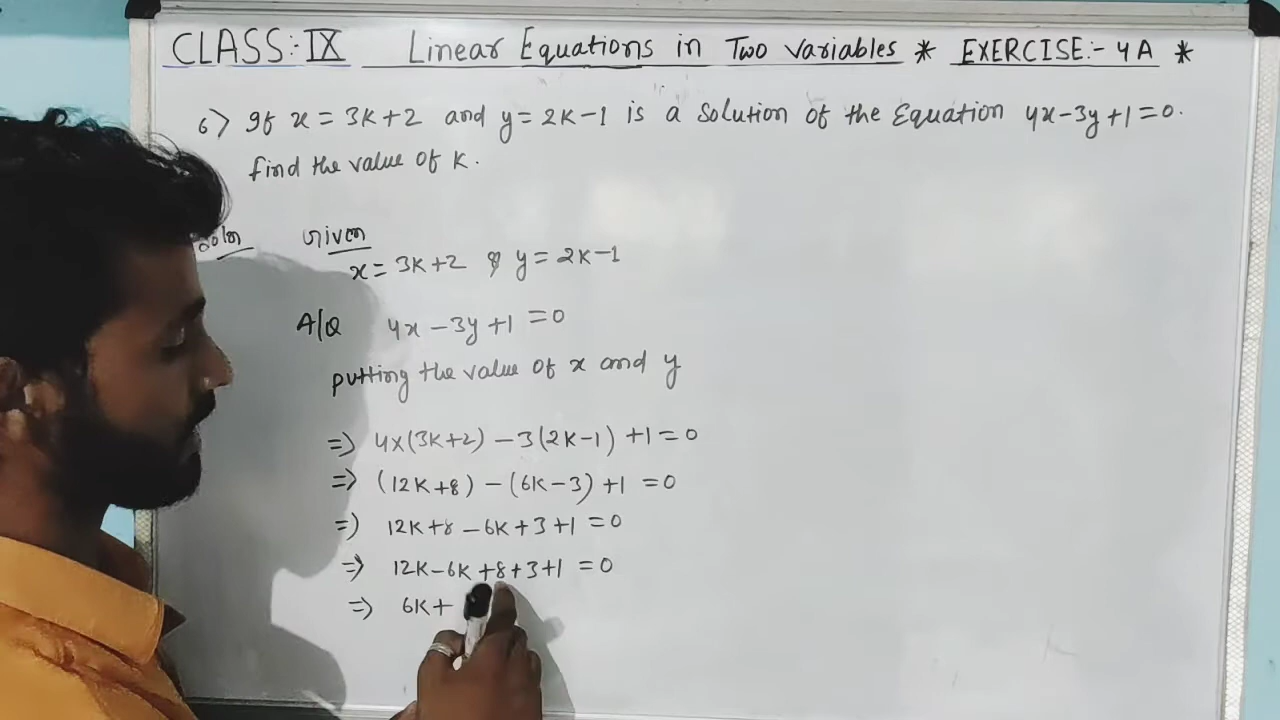 CLASS:-IX Linear Equations in Two Variables * EXERCISE:- 4A *
6> If x = 3K+2 and y = 2K-1 is a solution of the Equation 4x-3y+1=0.
find the value of K.
Soln Given
x = 3K+2 & y = 2K-1
A/Q 4x - 3y + 1 = 0
putting the value of x and y
=> 4×(3K+2) - 3(2K-1) + 1 = 0
=> (12K+8) - (6K-3) + 1 = 0
=> 12K+8 - 6K+3+1 = 0
=> 12K-6K+8+3+1 = 0
=> 6K+